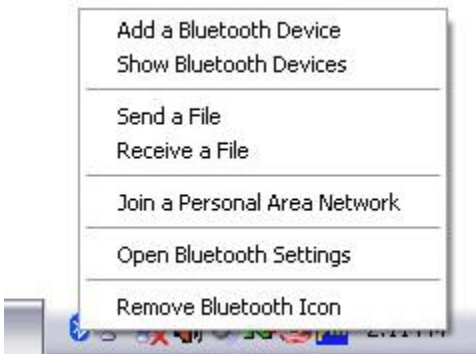 Add a Bluetooth Device
Show Bluetooth Devices
Send a File
Receive a File
Join a Personal Area Network
Open Bluetooth Settings
Remove Bluetooth Icon